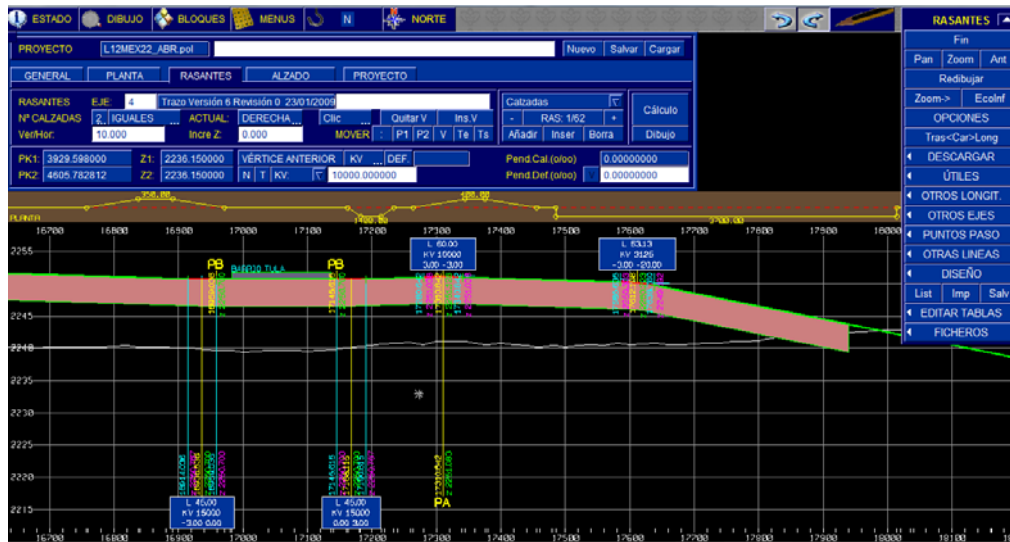 ESTADO DIBUJO BLOQUES MENUS N NORTE
PROYECTO L12MEX22_ABR.pol Nuevo Salvar Cargar
GENERAL PLANTA RASANTES ALZADO PROYECTO
RASANTES EJE: 4 Trazo Versión 6 Revisión 0 23/01/2009 Calzadas
Nº CALZADAS 2 IGUALES ... ACTUAL: DERECHA... Clic ... Quitar V Ins.V - RAS: 1/62 + Cálculo
Ver/Hor: 10.000 Incre Z: 0.000 MOVER : P1 P2 V Te Ts Añadir Inser Borra Dibujo
PK1: 3929.598000 Z1: 2236.150000 VÉRTICE ANTERIOR KV ... DEF. Pend.Cal.(o/oo) 0.00000000
PK2: 4605.782812 Z2: 2236.150000 N T KV: 10000.000000 Pend.Def.(o/oo) 0.00000000
RASANTES
Fin
Pan Zoom Ant
Redibujar
Zoom-> EcoInf
OPCIONES
Tras<Car>Long
DESCARGAR
ÚTILES
OTROS LONGIT.
OTROS EJES
PUNTOS PASO
OTRAS LINEAS
DISEÑO
List Imp Salv
EDITAR TABLAS
FICHEROS
PLANTA
16700 16800 16900 17000 17100 17200 17300 17400 17500 17600 17700 17800 17900
L 60.00
KV 10000
3.00 -3.00
L 53.13
KV 3125
-3.00 -20.00
PB BARRIO TULA PB
2255
2245
2240
2235
2230
2225
2220
2215
PA
L 45.00
KV 15000
-3.00 0.00
L 45.00
KV 15000
0.00 3.00
16700 16800 16900 17000 17100 17200 17300 17400 17500 17600 17700 17800 17900 18000